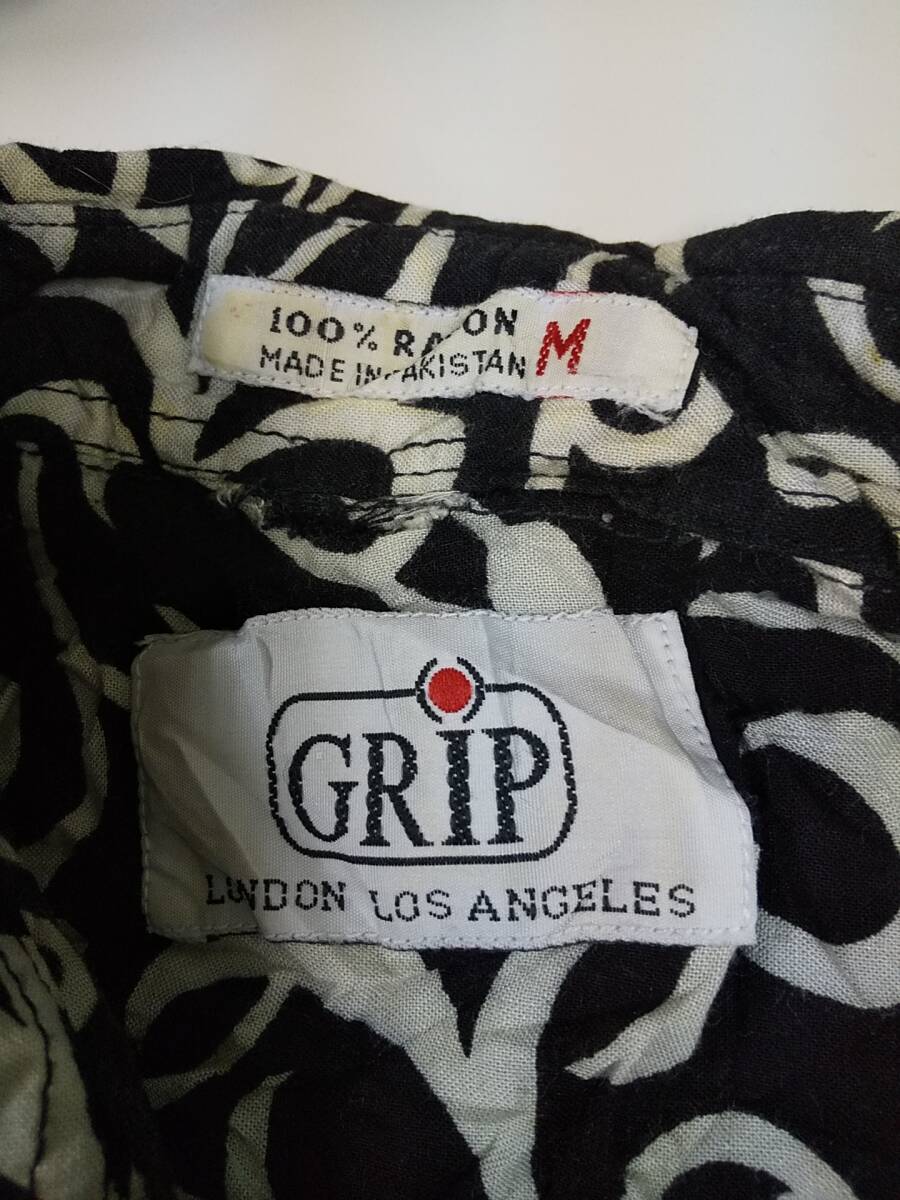 100% RAYON M
MADE IN PAKISTAN
GRIP
LONDON LOS ANGELES